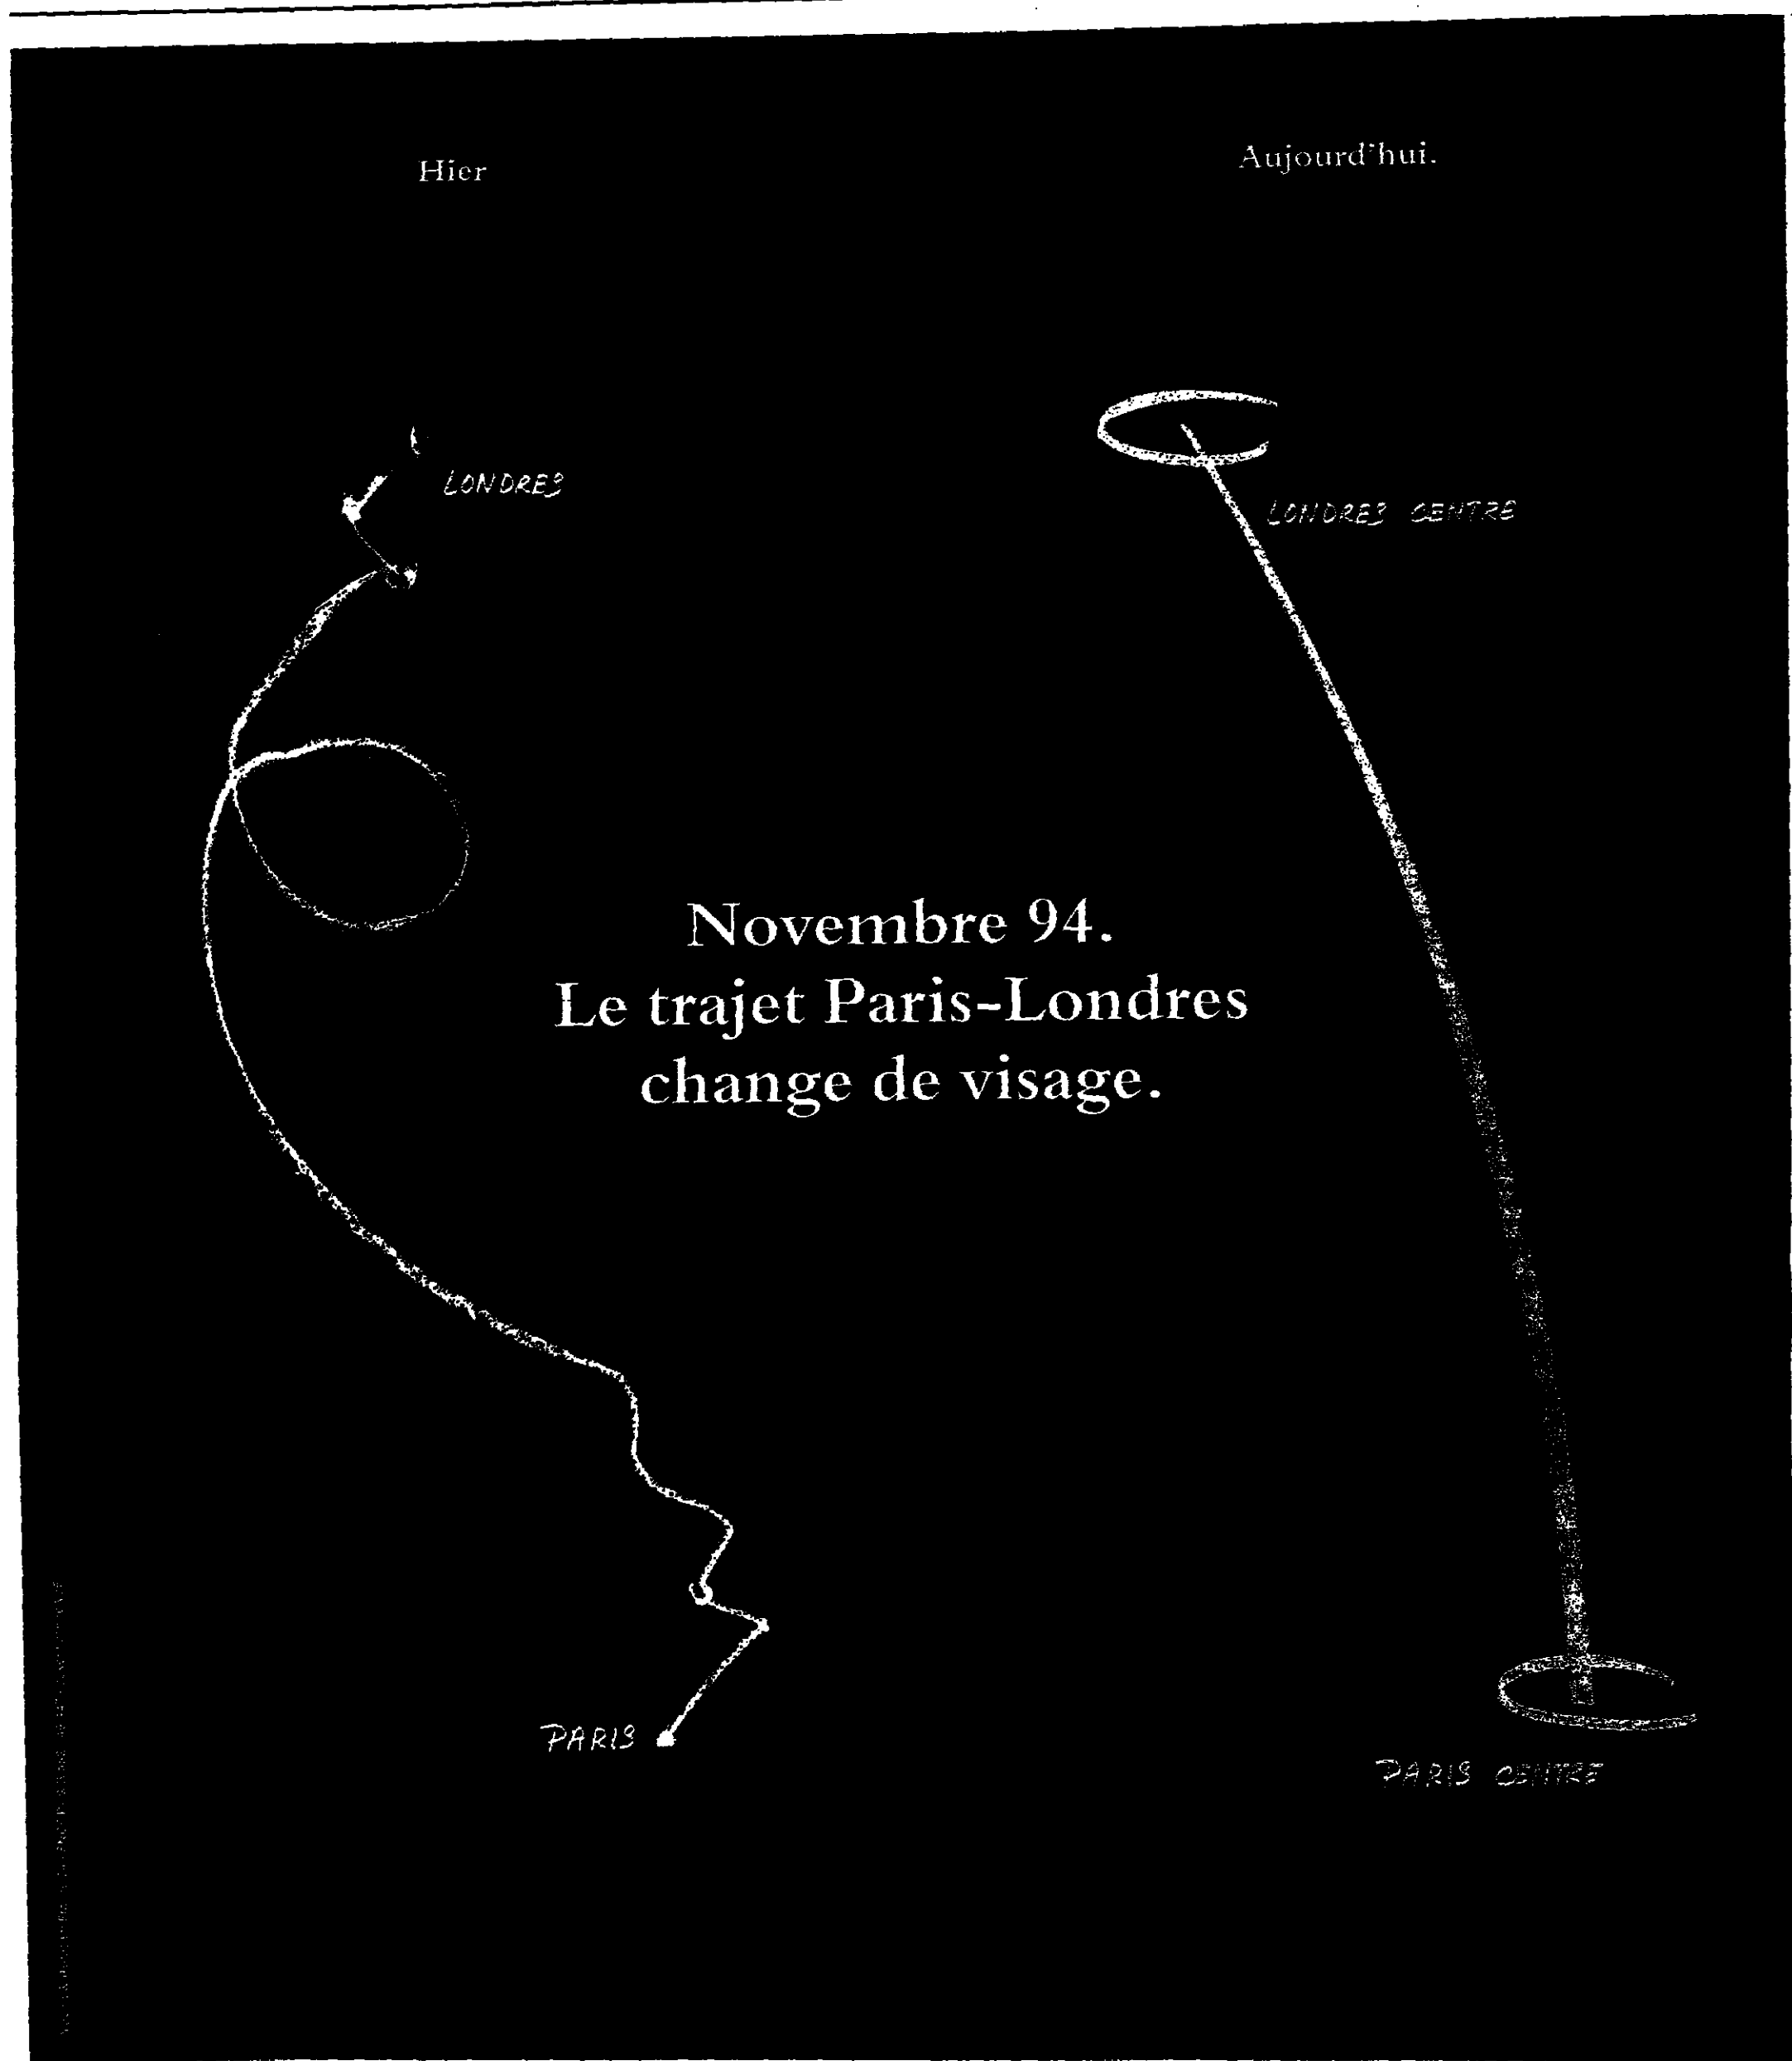 Hier
Aujourd'hui.
LONDRES
LONDRES CENTRE
Novembre 94.
Le trajet Paris-Londres
change de visage.
PARIS
PARIS CENTRE